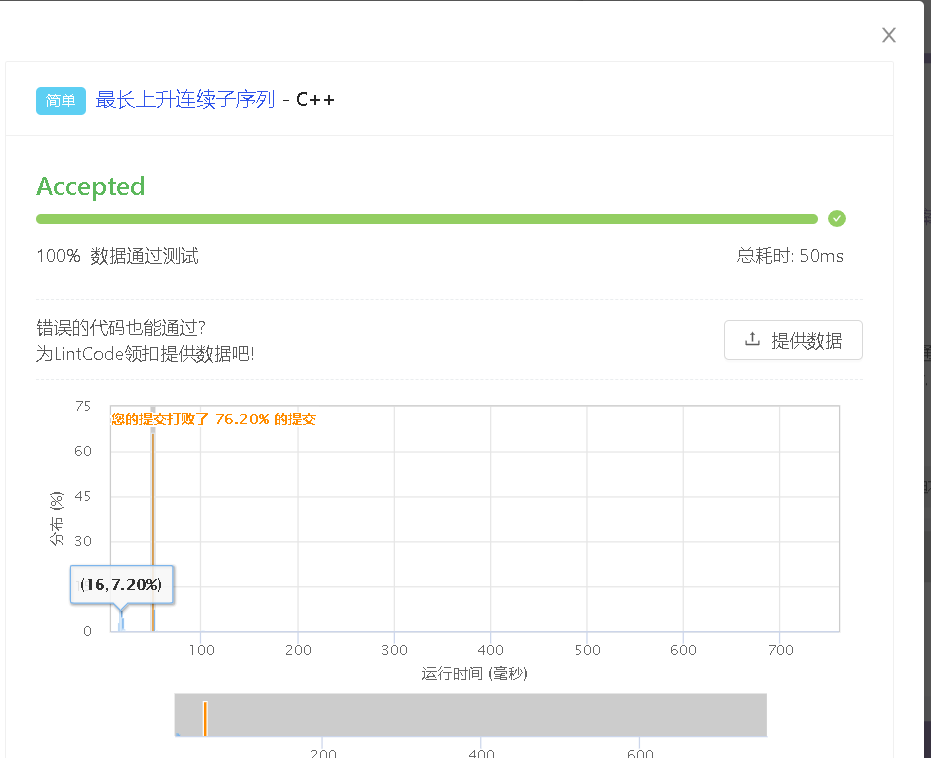 X
简单 最长上升连续子序列 - C++
Accepted
100% 数据通过测试 总耗时: 50ms
错误的代码也能通过?
为LintCode领扣提供数据吧!
提供数据
75
您的提交打败了 76.20% 的提交
60
45
分布 (%)
30
(16,7.20%)
0
100 200 300 400 500 600 700
运行时间 (毫秒)
200 400 600